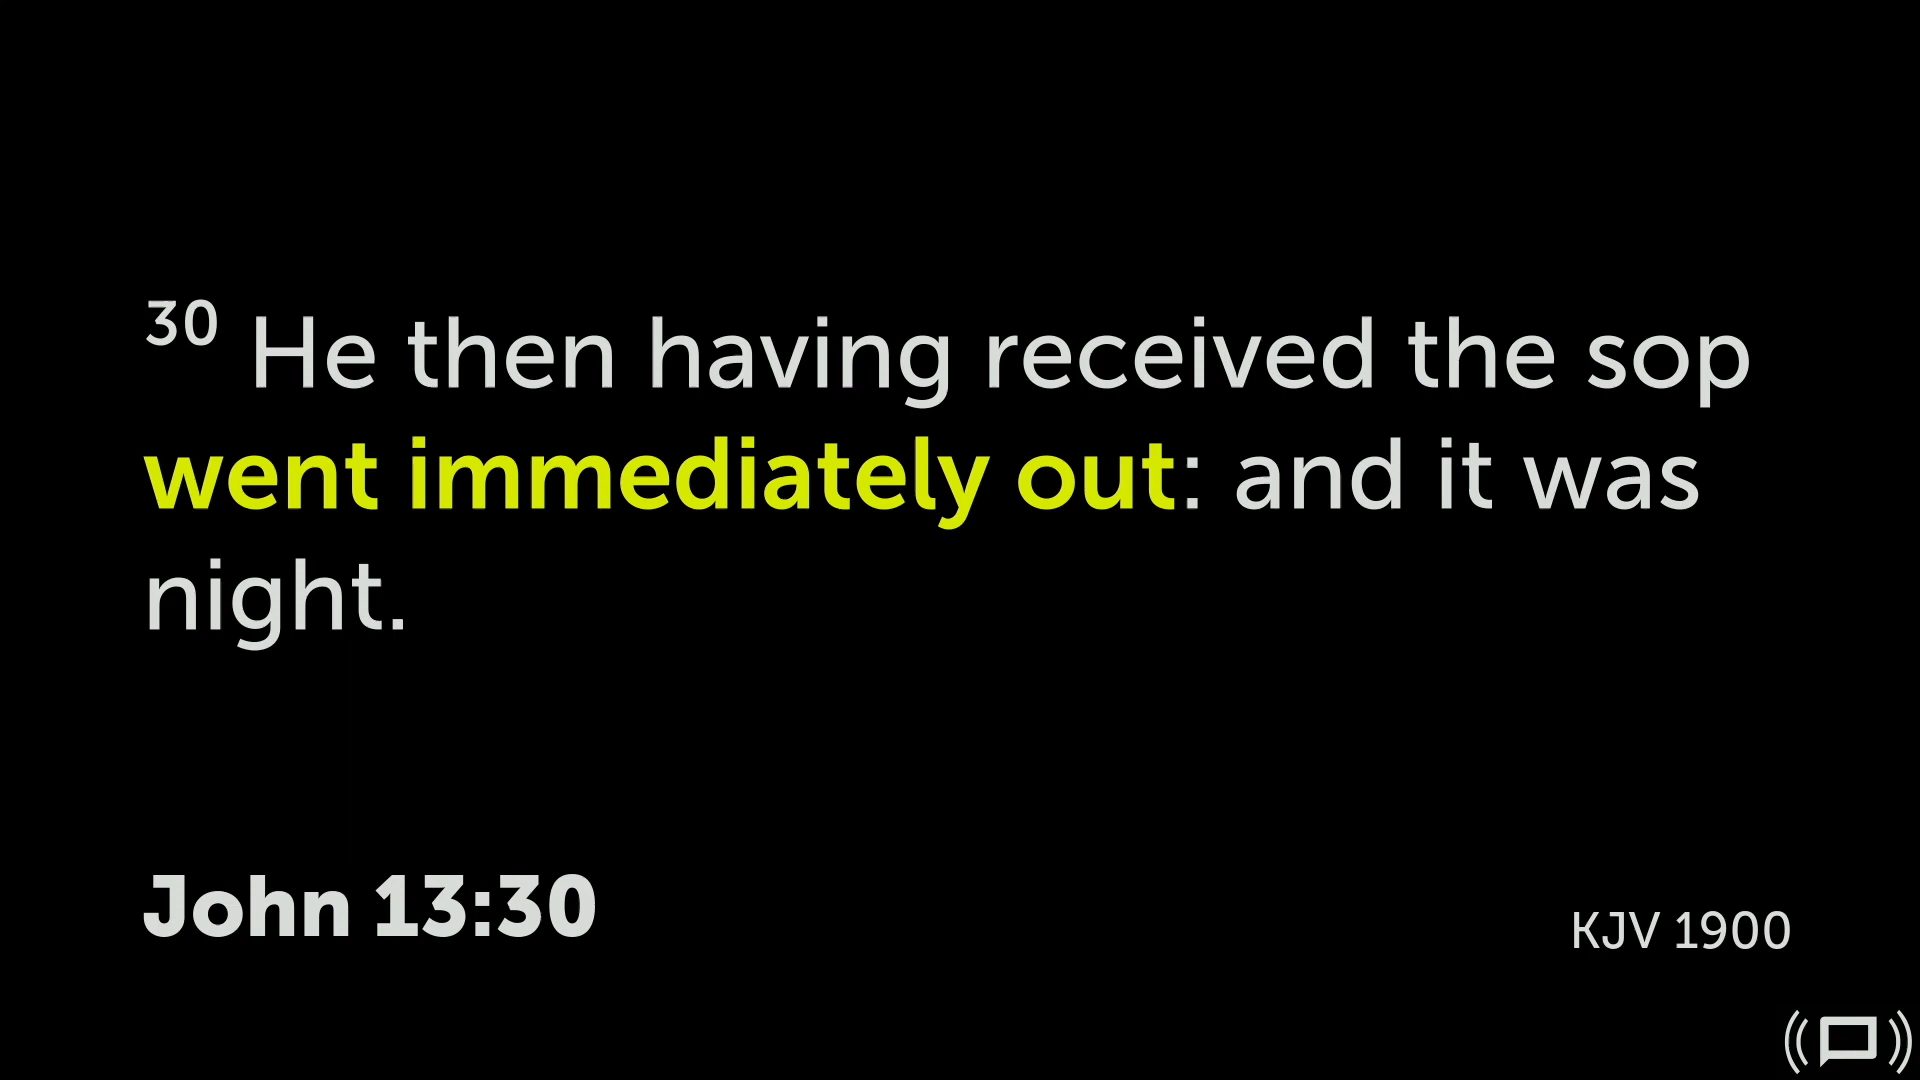 30 He then having received the sop
went immediately out: and it was
night.
John 13:30
KJV 1900